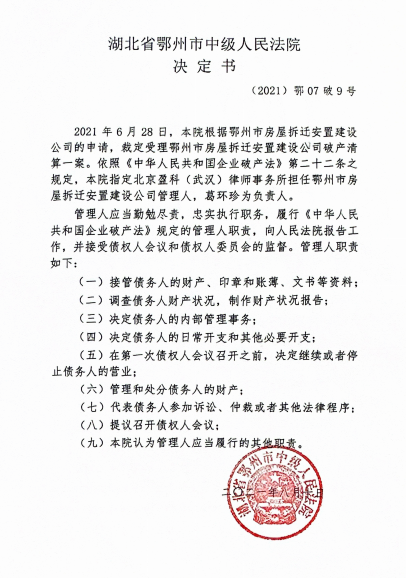 湖北省鄂州市中级人民法院
决定书
（2021）鄂 07 破 9 号
2021 年 6 月 28 日，本院根据鄂州市房屋拆迁安置建设
公司的申请，裁定受理鄂州市房屋拆迁安置建设公司破产清
算一案。依照《中华人民共和国企业破产法》第二十二条之
规定，本院指定北京盈科（武汉）律师事务所担任鄂州市房
屋拆迁安置建设公司管理人，葛环珍为负责人。
管理人应当勤勉尽责，忠实执行职务，履行《中华人民
共和国企业破产法》规定的管理人职责，向人民法院报告工
作，并接受债权人会议和债权人委员会的监督。管理人职责
如下：
（一）接管债务人的财产、印章和账薄、文书等资料；
（二）调查债务人财产状况，制作财产状况报告；
（三）决定债务人的内部管理事务；
（四）决定债务人的日常开支和其他必要开支；
（五）在第一次债权人会议召开之前，决定继续或者停
止债务人的营业；
（六）管理和处分债务人的财产；
（七）代表债务人参加诉讼、仲裁或者其他法律程序；
（八）提议召开债权人会议；
（九）本院认为管理人应当履行的其他职责。
二〇二一年八月
湖北省鄂州市中级人民法院